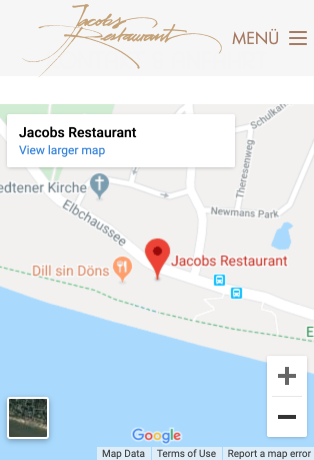 Jacobs
Restaurant
MENÜ
Jacobs Restaurant
View larger map
Schulkam
Theresenweg
edtener Kirche
Newmans Park
Elbchaussee
Jacobs Restaurant
Dill sin Döns
E
Google
Map Data
Terms of Use
Report a map error